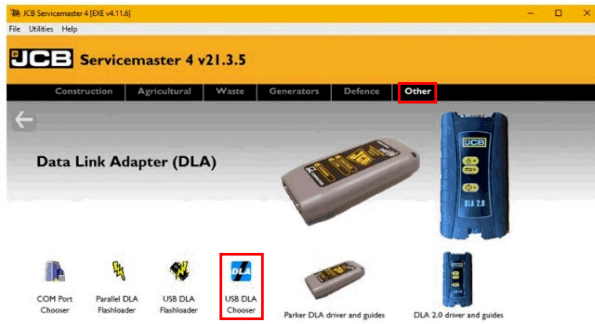 JCB Servicemaster 4 [EXE v4.11.6]
File Utilities Help
JCB Servicemaster 4 v21.3.5
Construction Agricultural Waste Generators Defence Other
Data Link Adapter (DLA)
JCB
DLA 2.0
DLA
COM Port
Chooser
Parallel DLA
Flashloader
USB DLA
Flashloader
USB DLA
Chooser
Parker DLA driver and guides
DLA 2.0 driver and guides